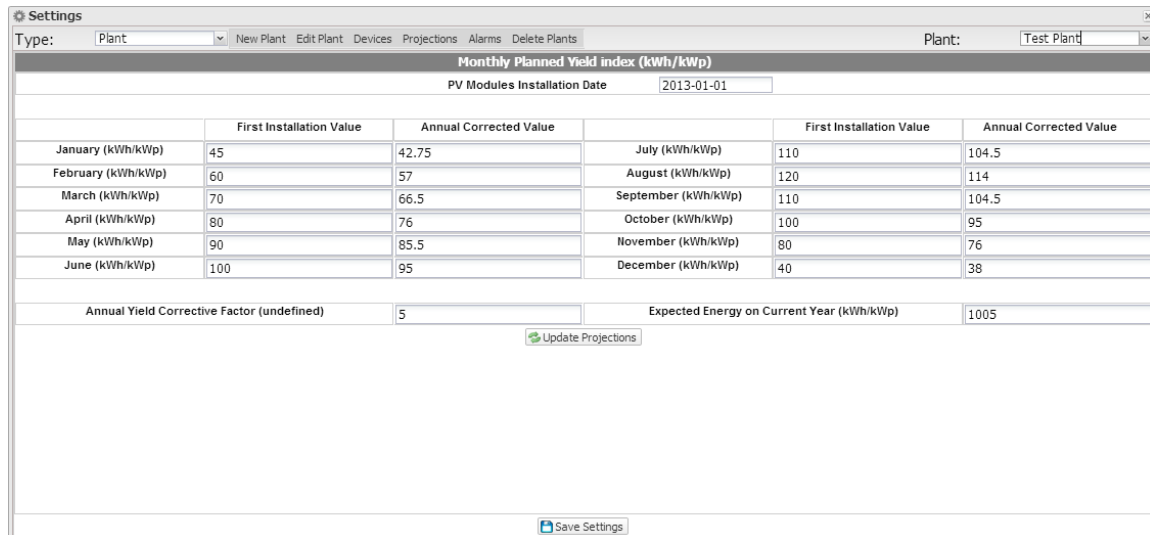 Settings
Type: Plant New Plant Edit Plant Devices Projections Alarms Delete Plants Plant: Test Plant
Monthly Planned Yield index (kWh/kWp)
PV Modules Installation Date 2013-01-01
First Installation Value Annual Corrected Value First Installation Value Annual Corrected Value
January (kWh/kWp) 45 42.75 July (kWh/kWp) 110 104.5
February (kWh/kWp) 60 57 August (kWh/kWp) 120 114
March (kWh/kWp) 70 66.5 September (kWh/kWp) 110 104.5
April (kWh/kWp) 80 76 October (kWh/kWp) 100 95
May (kWh/kWp) 90 85.5 November (kWh/kWp) 80 76
June (kWh/kWp) 100 95 December (kWh/kWp) 40 38
Annual Yield Corrective Factor (undefined) 5 Expected Energy on Current Year (kWh/kWp) 1005
Update Projections
Save Settings